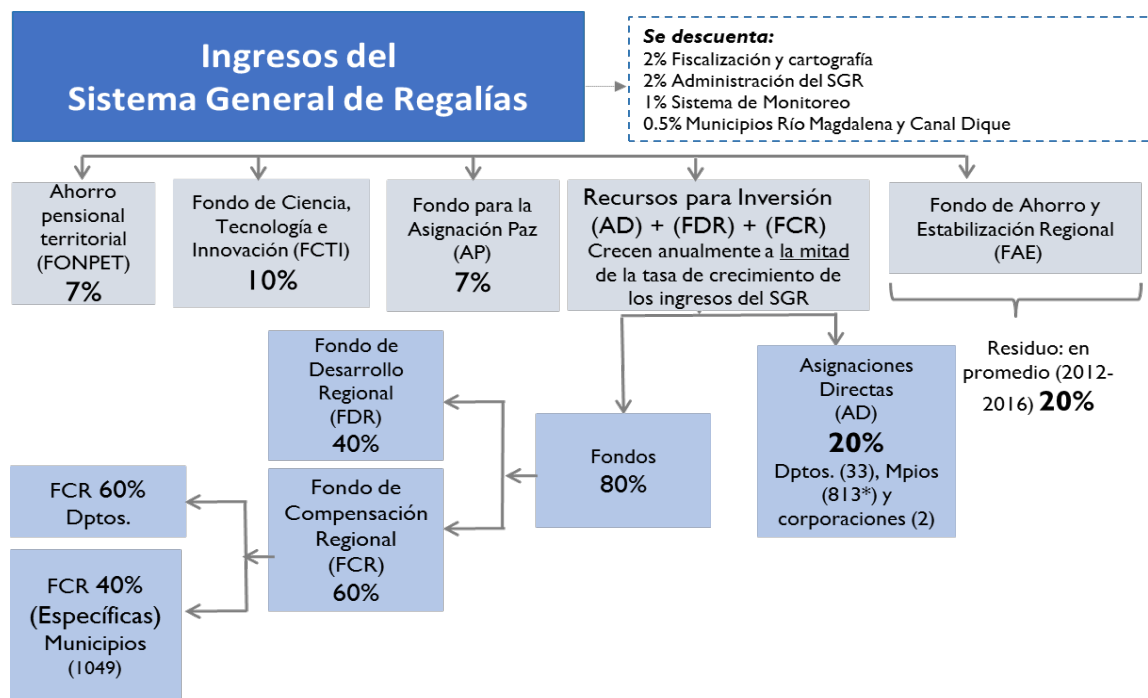 Ingresos del
Sistema General de Regalías
Se descuenta:
2% Fiscalización y cartografía
2% Administración del SGR
1% Sistema de Monitoreo
0.5% Municipios Río Magdalena y Canal Dique
Ahorro
pensional
territorial
(FONPET)
7%
Fondo de Ciencia,
Tecnología e
Innovación (FCTI)
10%
Fondo para la
Asignación Paz
(AP)
7%
Recursos para Inversión
(AD) + (FDR) + (FCR)
Crecen anualmente a la mitad
de la tasa de crecimiento de
los ingresos del SGR
Fondo de Ahorro y
Estabilización Regional
(FAE)
Residuo: en
promedio (2012-
2016) 20%
Fondo de
Desarrollo
Regional
(FDR)
40%
Fondos
80%
Asignaciones
Directas
(AD)
20%
Dptos. (33), Mpios
(813*) y
corporaciones (2)
Fondo de
Compensación
Regional
(FCR)
60%
FCR 60%
Dptos.
FCR 40%
(Específicas)
Municipios
(1049)